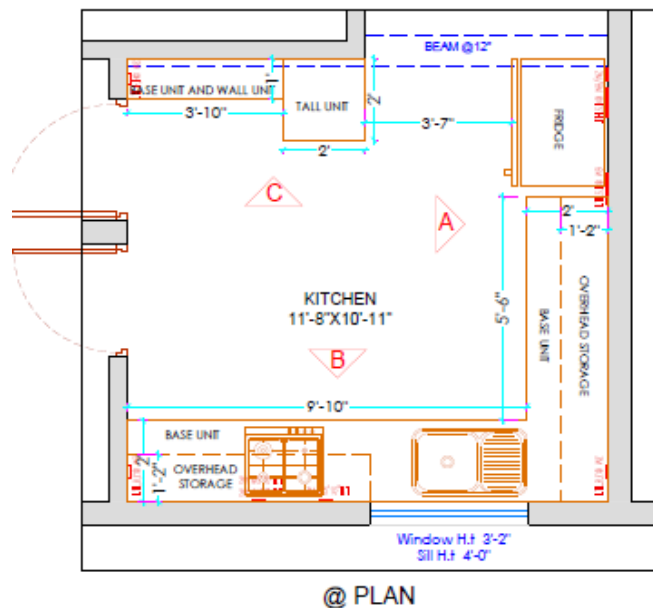 BEAM @12"
BASE UNIT AND WALL UNIT
1'
3'-10"
TALL UNIT
2'
2'
3'-7"
FRIDGE
C
A
2'
1'-2"
KITCHEN
11'-8"X10'-11"
5'-6"
BASE UNIT
OVERHEAD STORAGE
B
9'-10"
BASE UNIT
2'
1'-2"
OVERHEAD
STORAGE
Window H.t 3'-2"
Sill H.t 4'-0"
@ PLAN